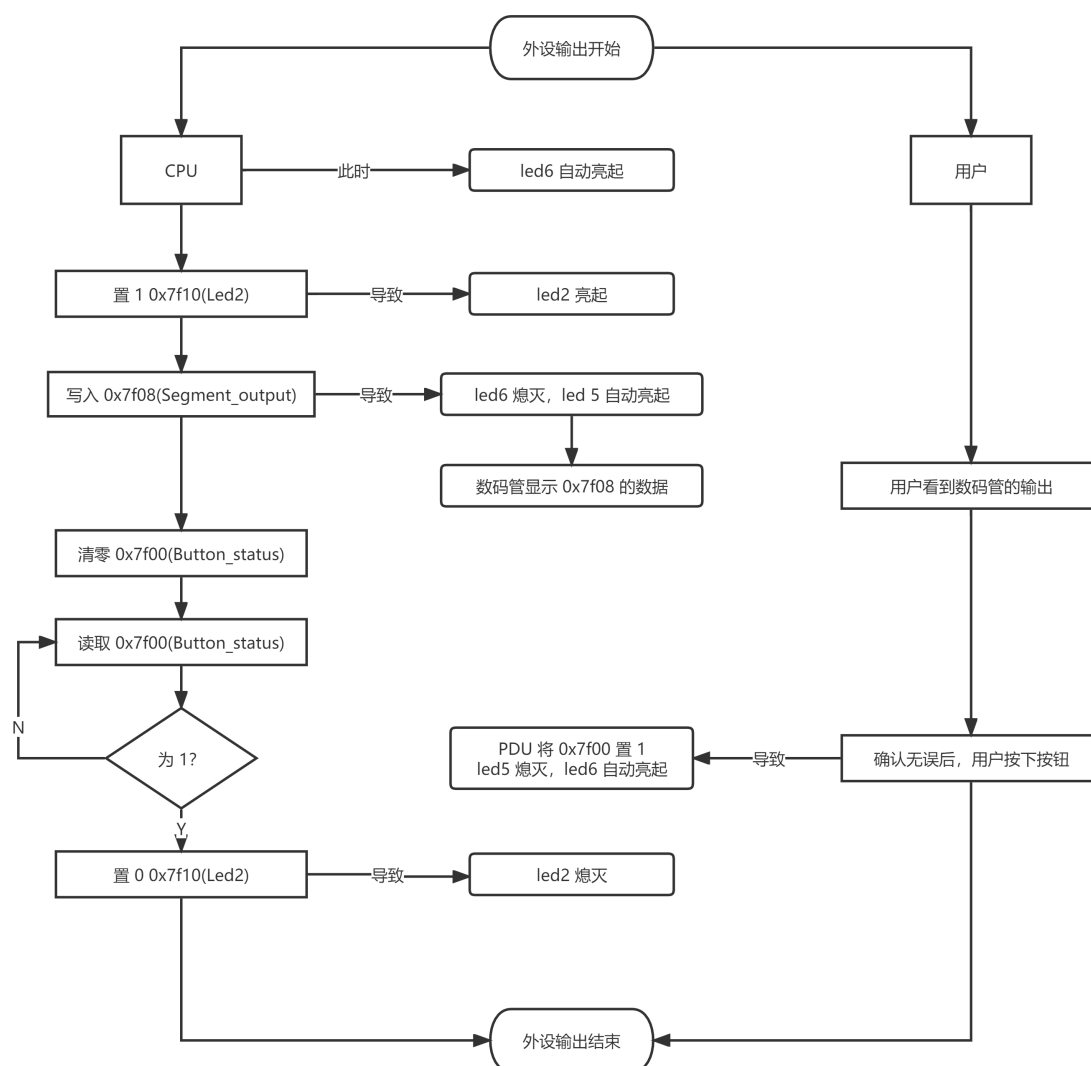 外设输出开始
CPU
此时
led6 自动亮起
用户
置 1 0x7f10(Led2)
导致
led2 亮起
写入 0x7f08(Segment_output)
导致
led6 熄灭，led 5 自动亮起
数码管显示 0x7f08 的数据
用户看到数码管的输出
清零 0x7f00(Button_status)
读取 0x7f00(Button_status)
N
为 1?
PDU 将 0x7f00 置 1
led5 熄灭，led6 自动亮起
导致
确认无误后，用户按下按钮
Y
置 0 0x7f10(Led2)
导致
led2 熄灭
外设输出结束